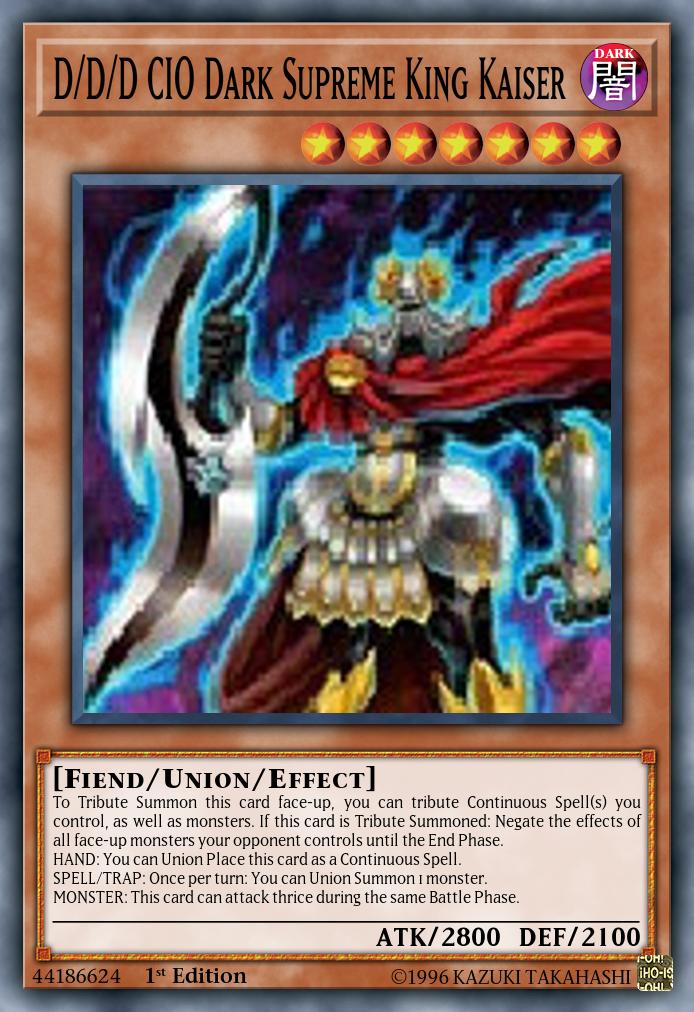 D/D/D CIO DARK SUPREME KING KAISER
DARK
闇
[FIEND/UNION/EFFECT]
To Tribute Summon this card face-up, you can tribute Continuous Spell(s) you
control, as well as monsters. If this card is Tribute Summoned: Negate the effects of
all face-up monsters your opponent controls until the End Phase.
HAND: You can Union Place this card as a Continuous Spell.
SPELL/TRAP: Once per turn: You can Union Summon 1 monster.
MONSTER: This card can attack thrice during the same Battle Phase.
ATK/2800 DEF/2100
44186624 1st Edition ©1996 KAZUKI TAKAHASHI